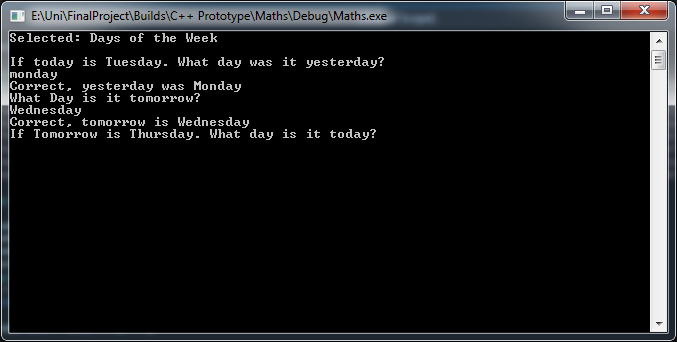 E:\Uni\FinalProject\Builds\C++ Prototype\Maths\Debug\Maths.exe
Selected: Days of the Week
If today is Tuesday. What day was it yesterday?
monday
Correct, yesterday was Monday
What Day is it tomorrow?
Wednesday
Correct, tomorrow is Wednesday
If Tomorrow is Thursday. What day is it today?